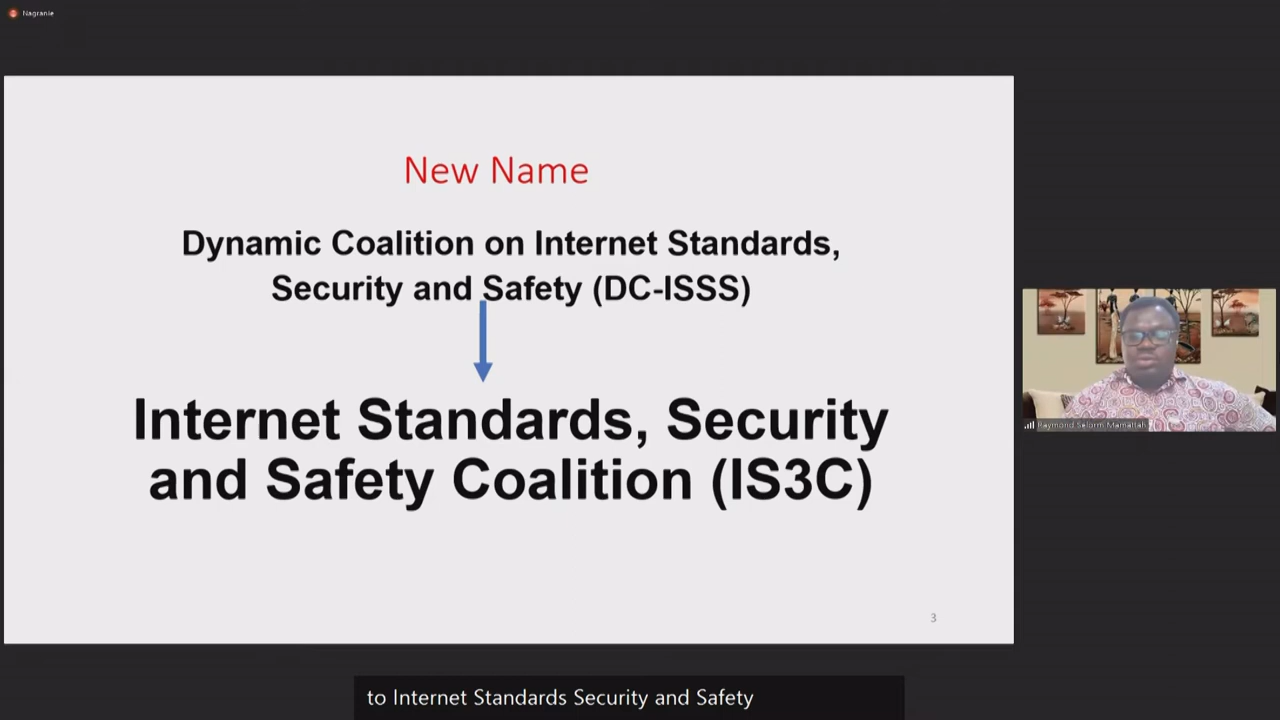 Nagranie
New Name
Dynamic Coalition on Internet Standards,
Security and Safety (DC-ISSS)
Internet Standards, Security
and Safety Coalition (IS3C)
3
Raymond Selorm Mamattah
to Internet Standards Security and Safety